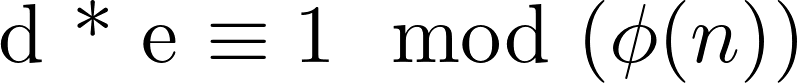 d * e ≡ 1 mod (ϕ(n))